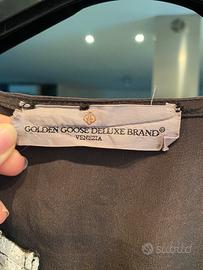 GOLDEN GOOSE DELUXE BRAND®
VENEZIA
subito